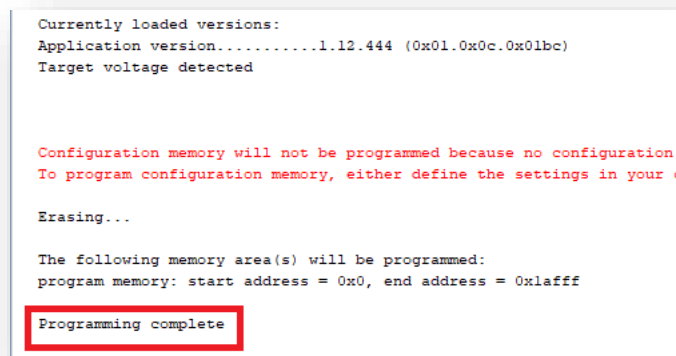 Currently loaded versions:
Application version...........1.12.444 (0x01.0x0c.0x01bc)
Target voltage detected
Configuration memory will not be programmed because no configuration
To program configuration memory, either define the settings in your
Erasing...
The following memory area(s) will be programmed:
program memory: start address = 0x0, end address = 0x1afff
Programming complete